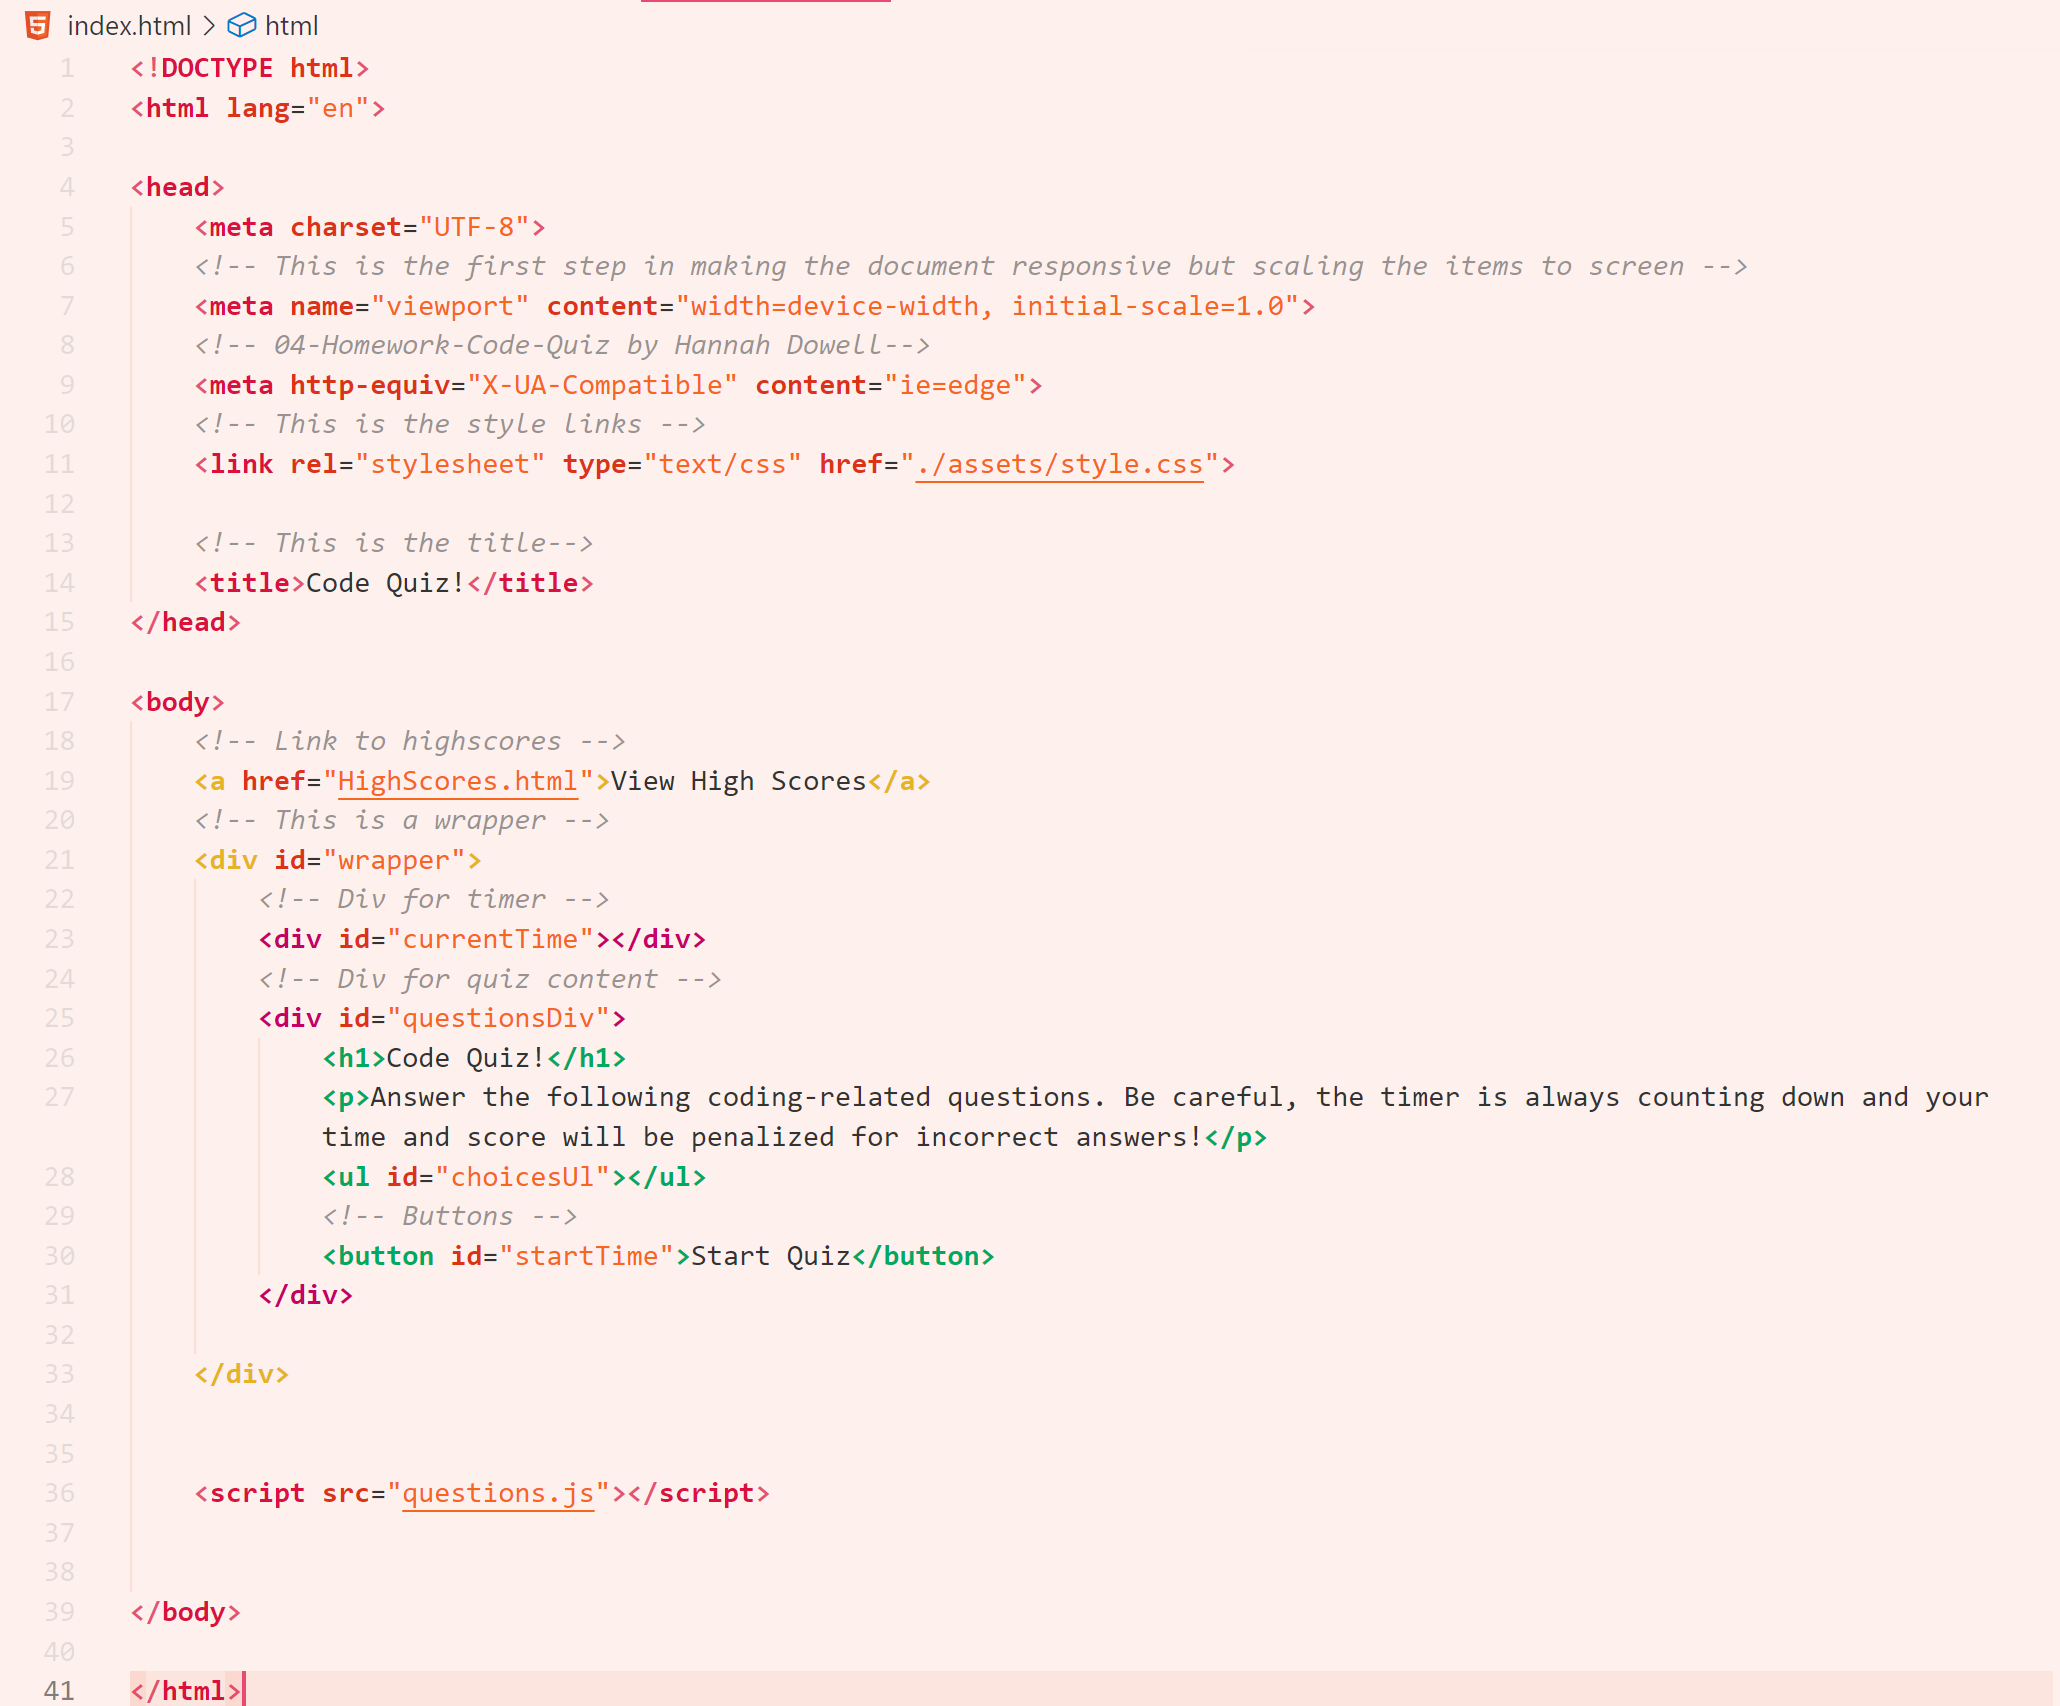 index.html > html
1 <!DOCTYPE html>
2 <html lang="en">
3
4 <head>
5     <meta charset="UTF-8">
6     <!-- This is the first step in making the document responsive but scaling the items to screen -->
7     <meta name="viewport" content="width=device-width, initial-scale=1.0">
8     <!-- 04-Homework-Code-Quiz by Hannah Dowell-->
9     <meta http-equiv="X-UA-Compatible" content="ie=edge">
10     <!-- This is the style links -->
11     <link rel="stylesheet" type="text/css" href="./assets/style.css">
12
13     <!-- This is the title-->
14     <title>Code Quiz!</title>
15 </head>
16
17 <body>
18     <!-- Link to highscores -->
19     <a href="HighScores.html">View High Scores</a>
20     <!-- This is a wrapper -->
21     <div id="wrapper">
22         <!-- Div for timer -->
23         <div id="currentTime"></div>
24         <!-- Div for quiz content -->
25         <div id="questionsDiv">
26             <h1>Code Quiz!</h1>
27             <p>Answer the following coding-related questions. Be careful, the timer is always counting down and your
            time and score will be penalized for incorrect answers!</p>
28             <ul id="choicesUl"></ul>
29             <!-- Buttons -->
30             <button id="startTime">Start Quiz</button>
31         </div>
32
33     </div>
34
35
36     <script src="questions.js"></script>
37
38
39 </body>
40
41 </html>